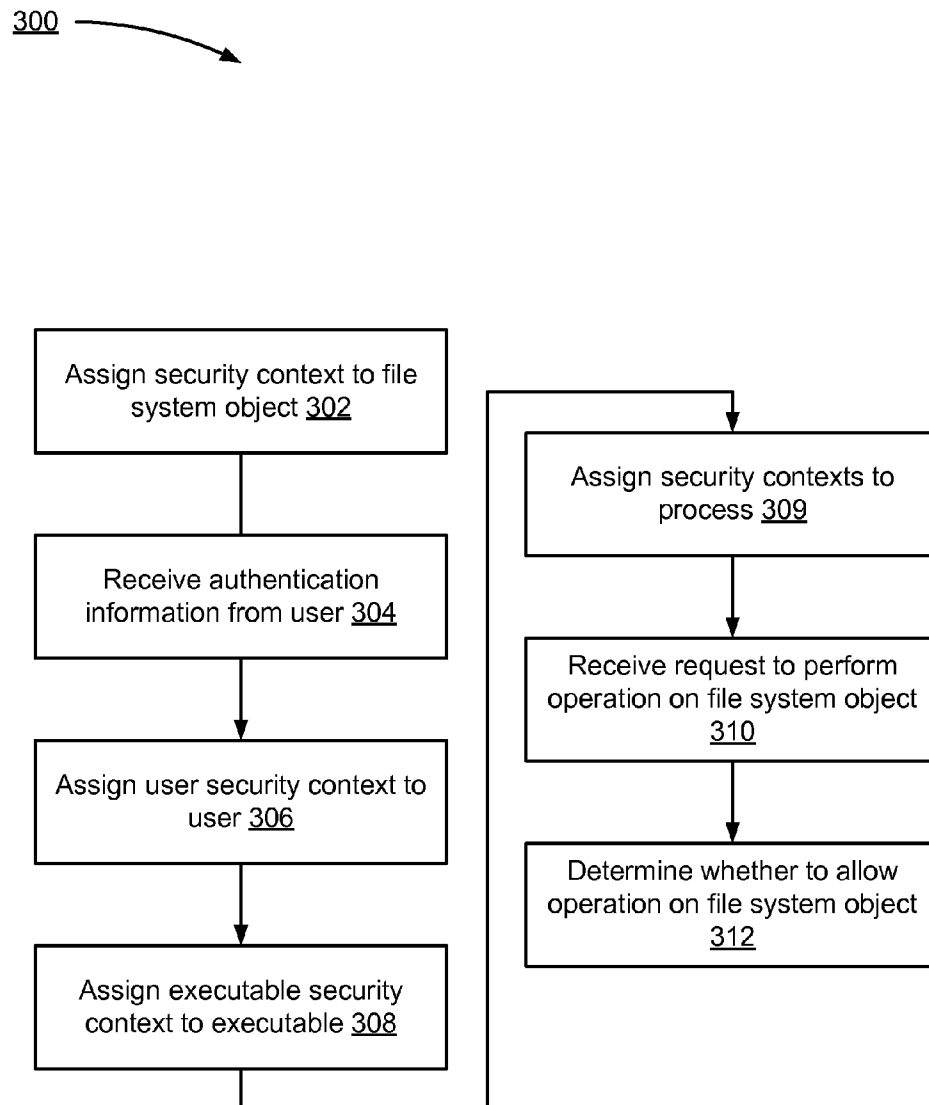 300
Assign security context to file
system object 302
Receive authentication
information from user 304
Assign user security context to
user 306
Assign executable security
context to executable 308
Assign security contexts to
process 309
Receive request to perform
operation on file system object
310
Determine whether to allow
operation on file system object
312